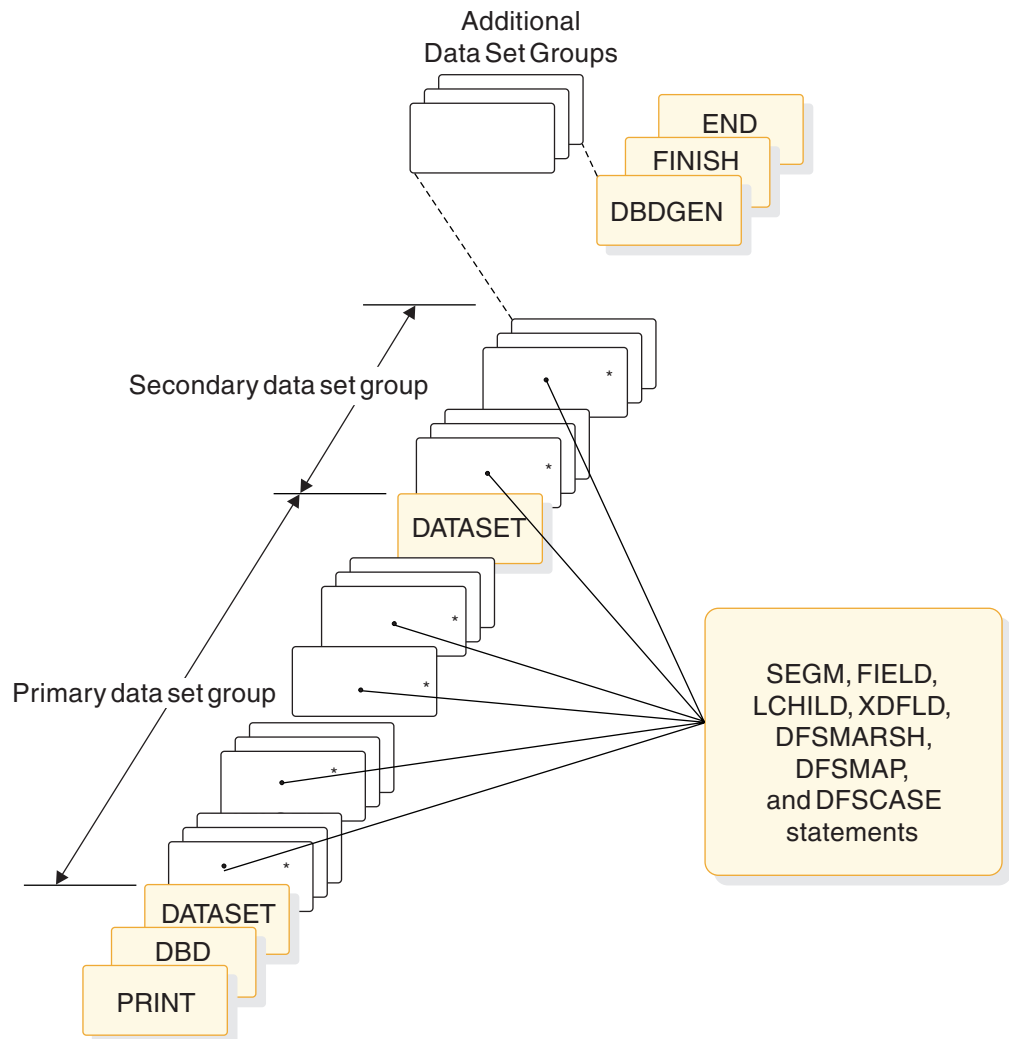 Additional
Data Set Groups
END
FINISH
DBDGEN
Secondary data set group
*
*
DATASET
*
*
Primary data set group
*
*
SEGM, FIELD,
LCHILD, XDFLD,
DFSMARSH,
DFSMAP,
and DFSCASE
statements
DATASET
DBD
PRINT